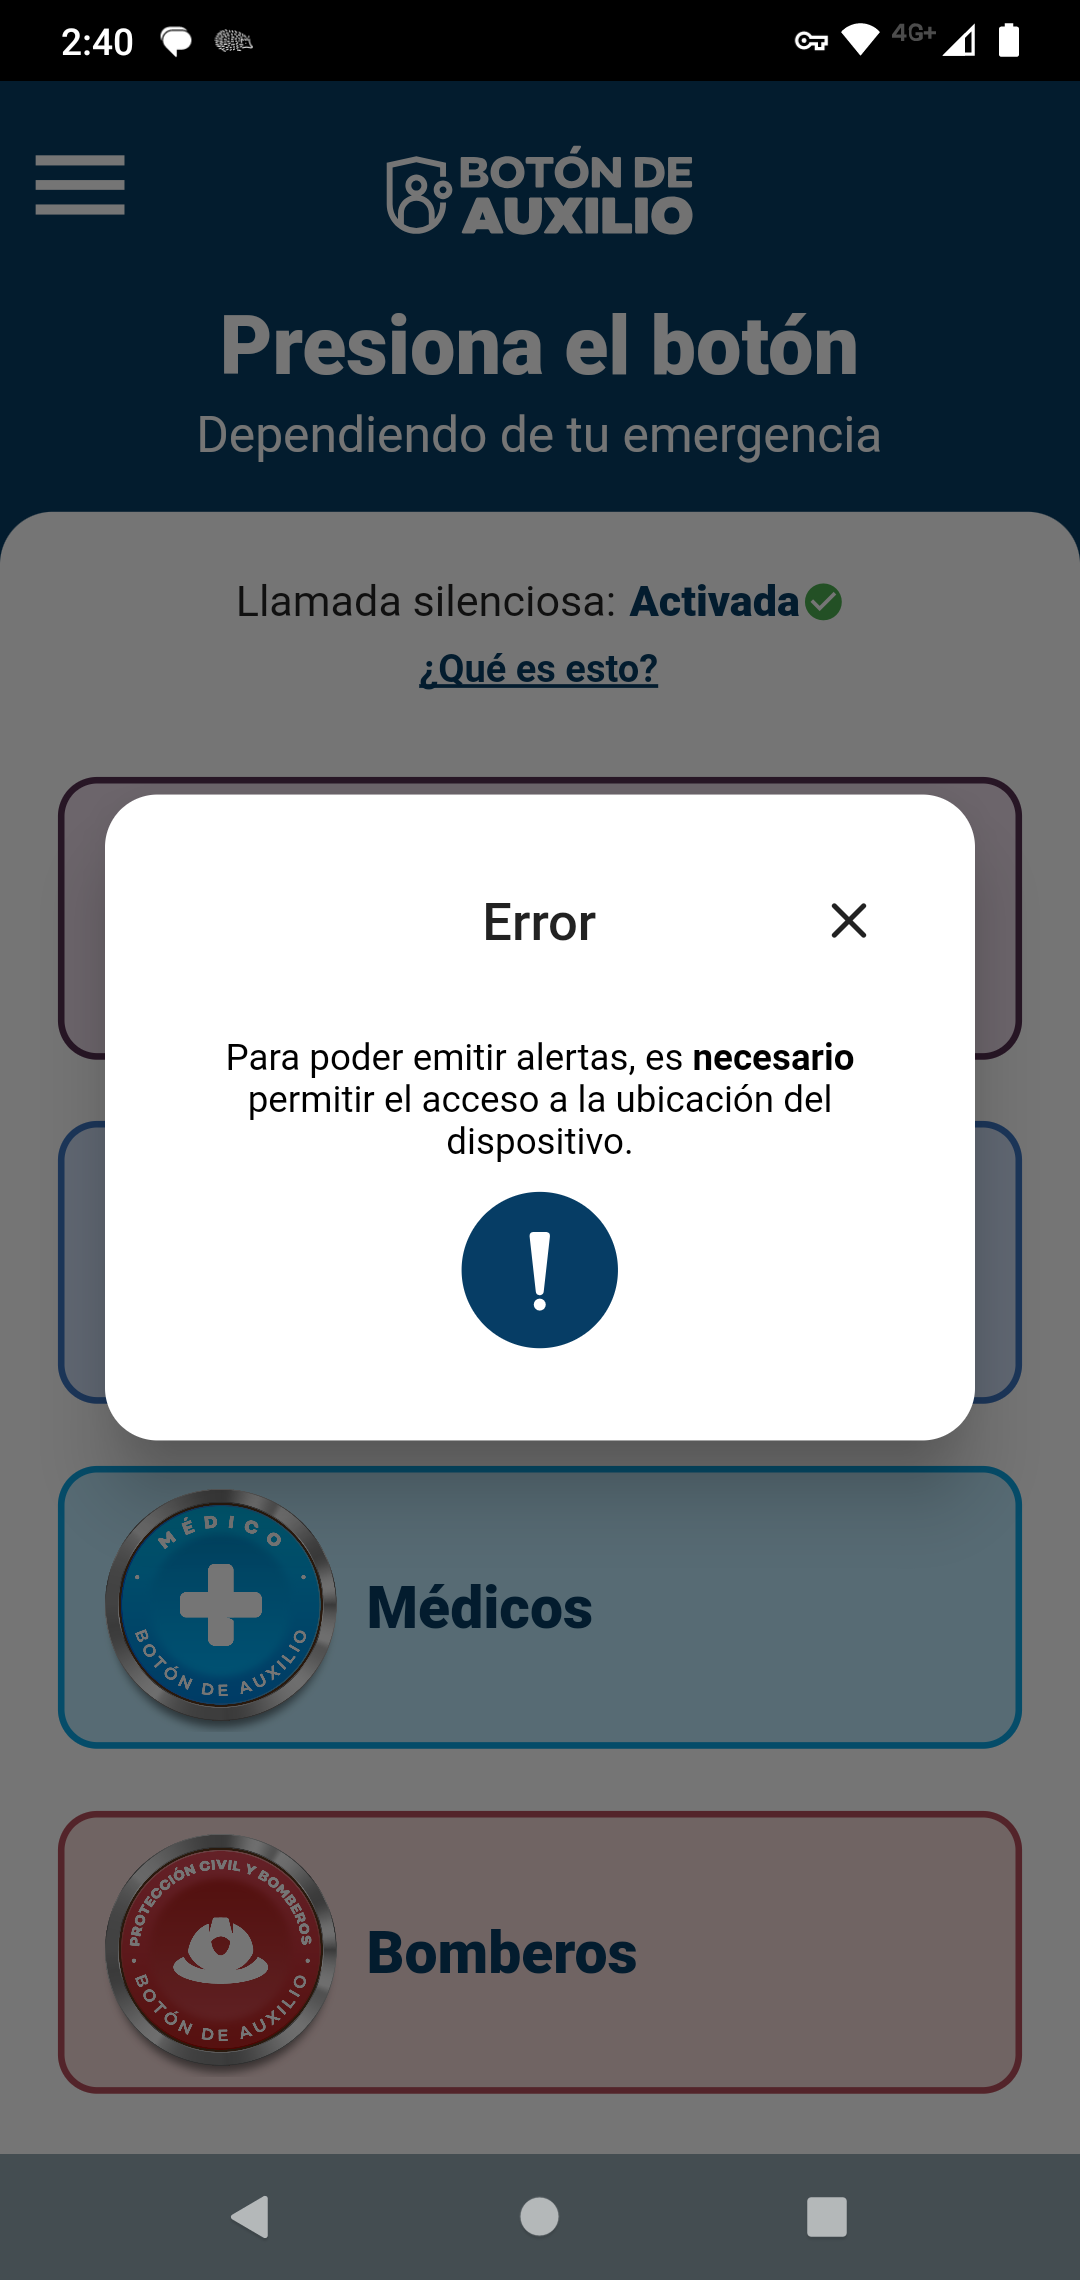 2:40
4G+
BOTÓN DE
AUXILIO
Presiona el botón
Dependiendo de tu emergencia
Llamada silenciosa: Activada
¿Qué es esto?
Error
Para poder emitir alertas, es necesario
permitir el acceso a la ubicación del
dispositivo.
MÉDICO
BOTÓN DE AUXILIO
Médicos
PROTECCIÓN CIVIL Y BOMBEROS
BOTÓN DE AUXILIO
Bomberos